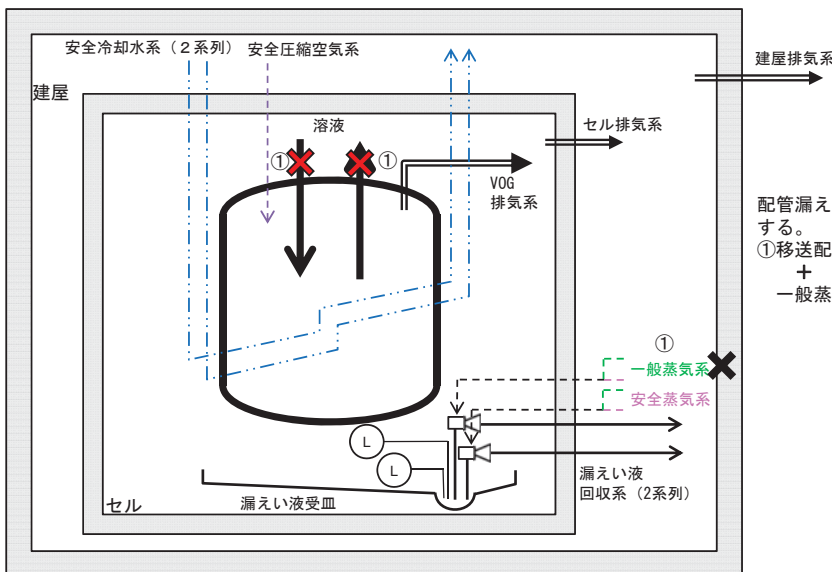 安全冷却水系（２系列）
安全圧縮空気系
建屋排気系
建屋
溶液
セル排気系
①
①
VOG
排気系
配管漏え
する。
①移送配
＋
一般蒸
①
一般蒸気系
安全蒸気系
L
L
漏えい液
回収系（2系列）
漏えい液受皿
セル